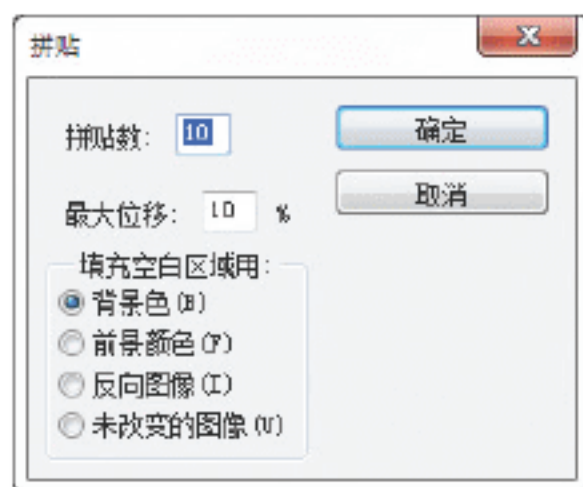 拼贴
拼贴数: 10
确定
最大位移: 10 %
取消
填充空白区域用:
背景色(B)
前景颜色(F)
反向图像(I)
未改变的图像(U)